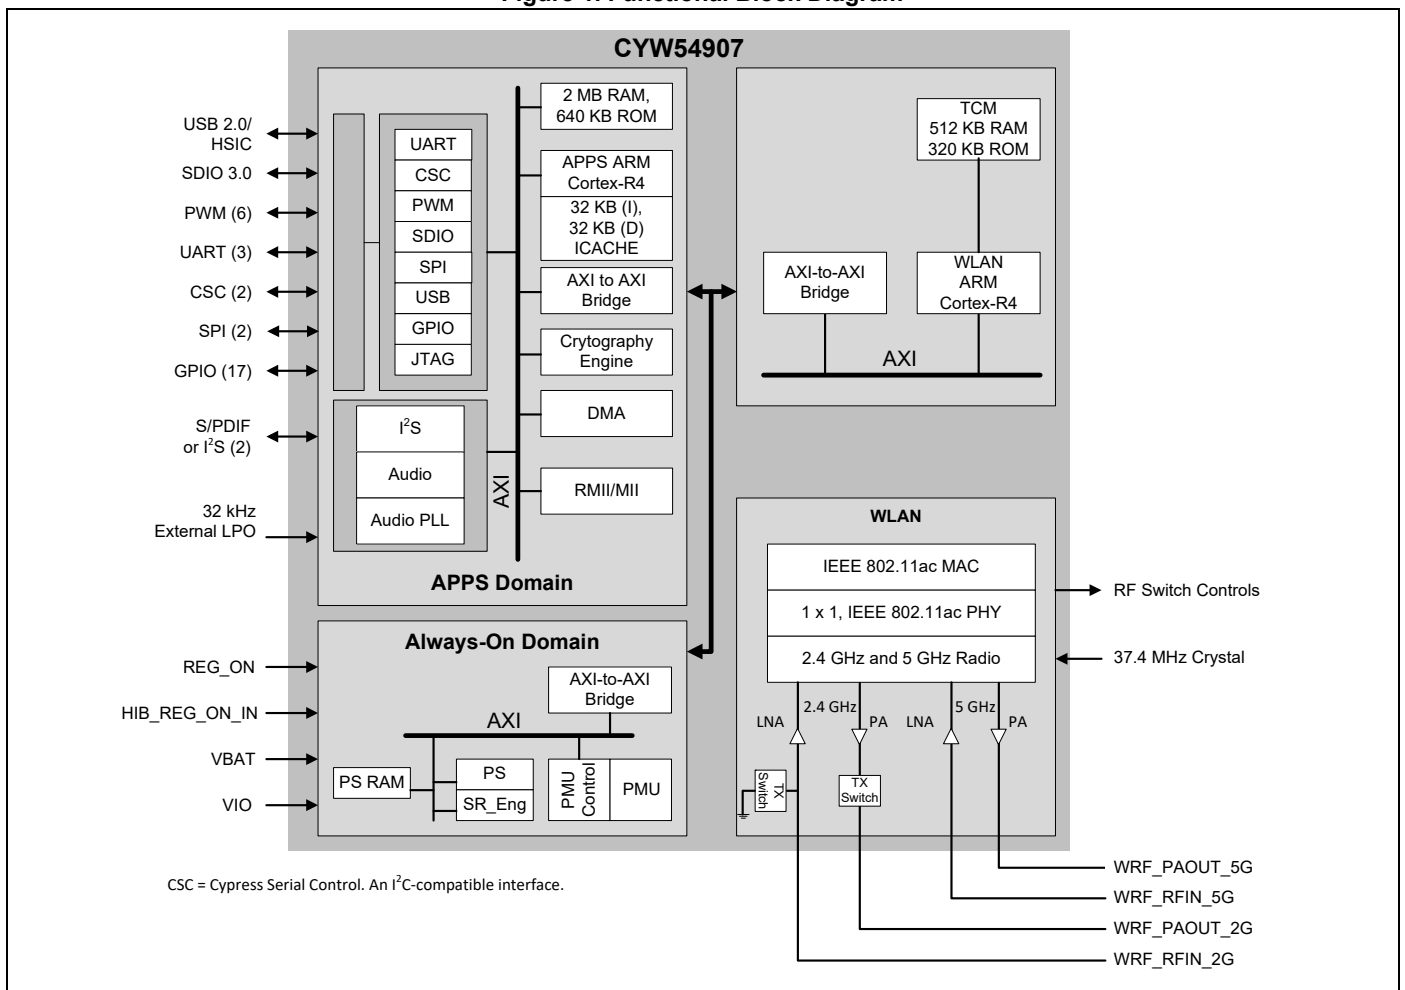 Figure 1. Functional Block Diagram
CYW54907
USB 2.0/
HSIC
SDIO 3.0
PWM (6)
UART (3)
CSC (2)
SPI (2)
GPIO (17)
S/PDIF
or I²S (2)
32 kHz
External LPO
UART
CSC
PWM
SDIO
SPI
USB
GPIO
JTAG
I²S
Audio
Audio PLL
AXI
2 MB RAM,
640 KB ROM
APPS ARM
Cortex-R4
32 KB (I),
32 KB (D)
ICACHE
AXI to AXI
Bridge
Crytography
Engine
DMA
RMII/MII
APPS Domain
TCM
512 KB RAM
320 KB ROM
AXI-to-AXI
Bridge
WLAN
ARM
Cortex-R4
AXI
REG_ON
HIB_REG_ON_IN
VBAT
VIO
Always-On Domain
AXI-to-AXI
Bridge
AXI
PS RAM
PS
SR_Eng
PMU
Control
PMU
WLAN
IEEE 802.11ac MAC
1 x 1, IEEE 802.11ac PHY
2.4 GHz and 5 GHz Radio
LNA
2.4 GHz
PA
LNA
5 GHz
PA
TX
Switch
TX
Switch
RF Switch Controls
37.4 MHz Crystal
WRF_PAOUT_5G
WRF_RFIN_5G
WRF_PAOUT_2G
WRF_RFIN_2G
CSC = Cypress Serial Control. An I²C-compatible interface.